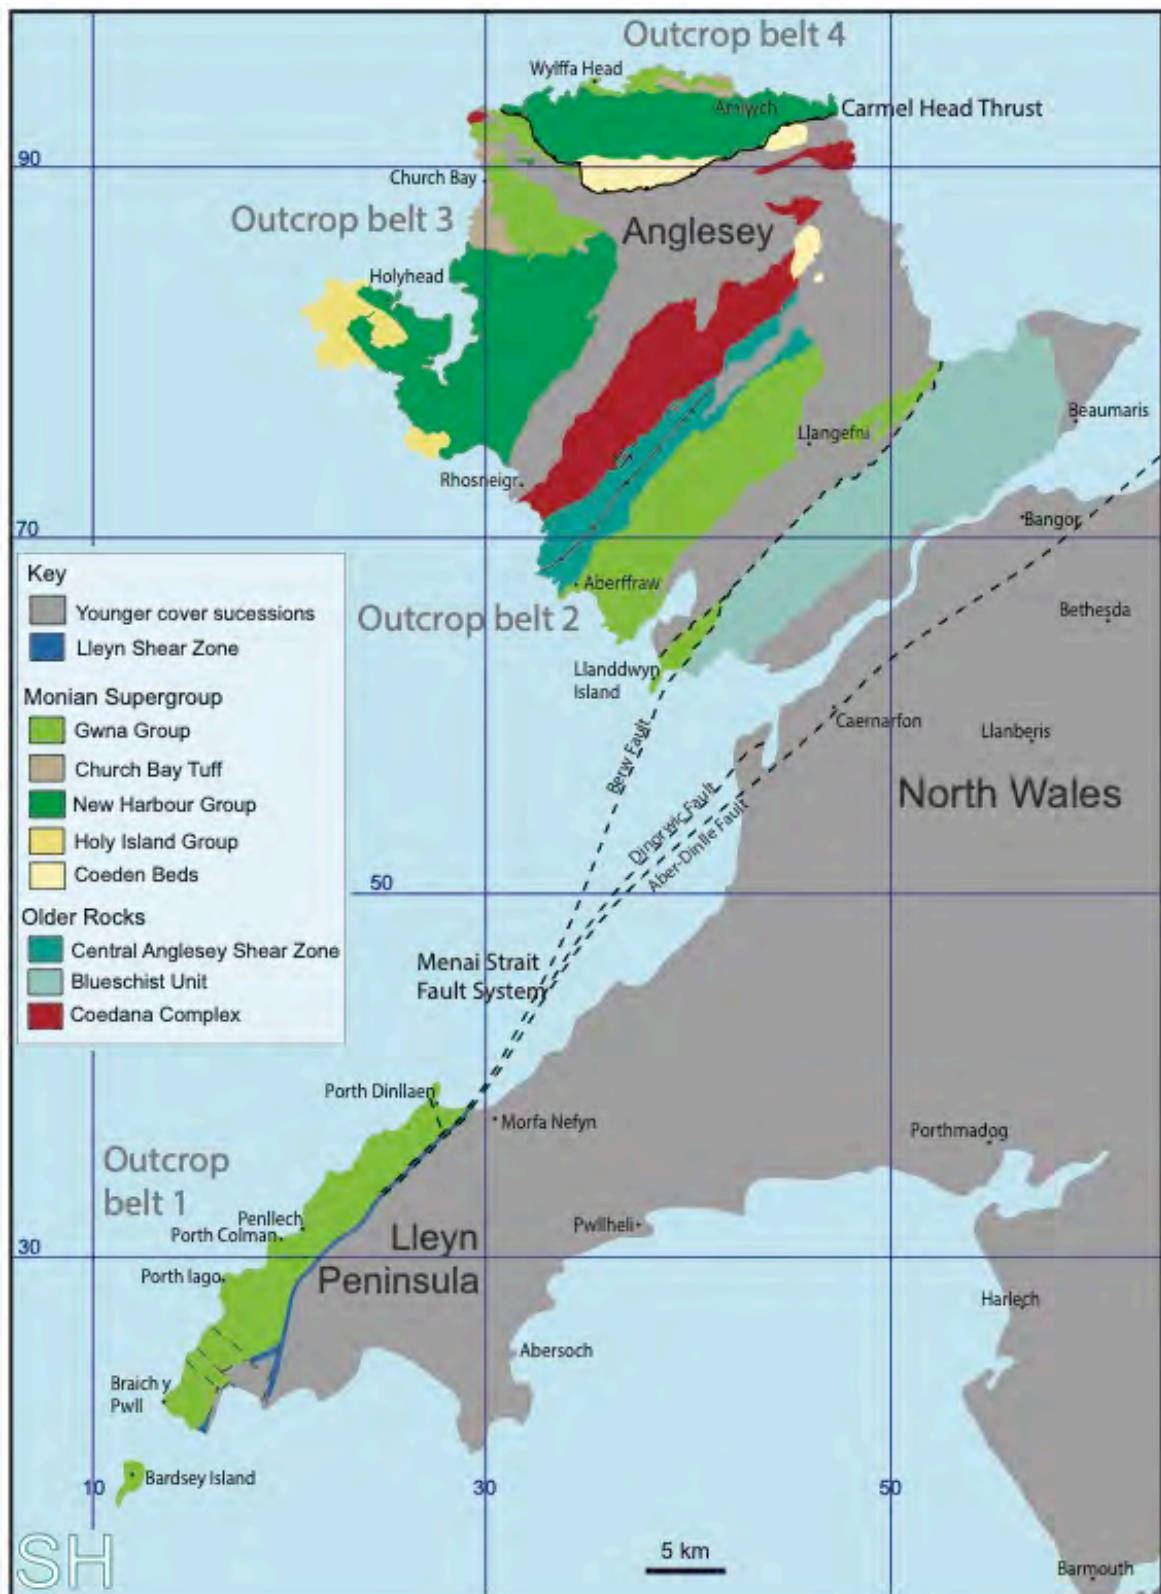 Outcrop belt 4
Wylffa Head
Amlwch
Carmel Head Thrust
90
Church Bay
Outcrop belt 3
Anglesey
Holyhead
Beaumaris
Llangefni
Rhosneigr
Bangor
70
Key
Younger cover sucessions
Lleyn Shear Zone
Monian Supergroup
Gwna Group
Church Bay Tuff
New Harbour Group
Holy Island Group
Coeden Beds
Older Rocks
Central Anglesey Shear Zone
Blueschist Unit
Coedana Complex
Aberffraw
Outcrop belt 2
Bethesda
Llanddwyn
Island
Caernarfon
Llanberis
Berw Fault
North Wales
Dinorwic Fault
Aber-Dinlle Fault
50
Menai Strait
Fault System
Porth Dinllaen
Morfa Nefyn
Porthmadog
Outcrop
belt 1
Penllech
Porth Colman
Pwllheli
Lleyn
Peninsula
30
Porth Iago
Harlech
Abersoch
Braich y
Pwll
Bardsey Island
10
30
50
SH
5 km
Barmouth